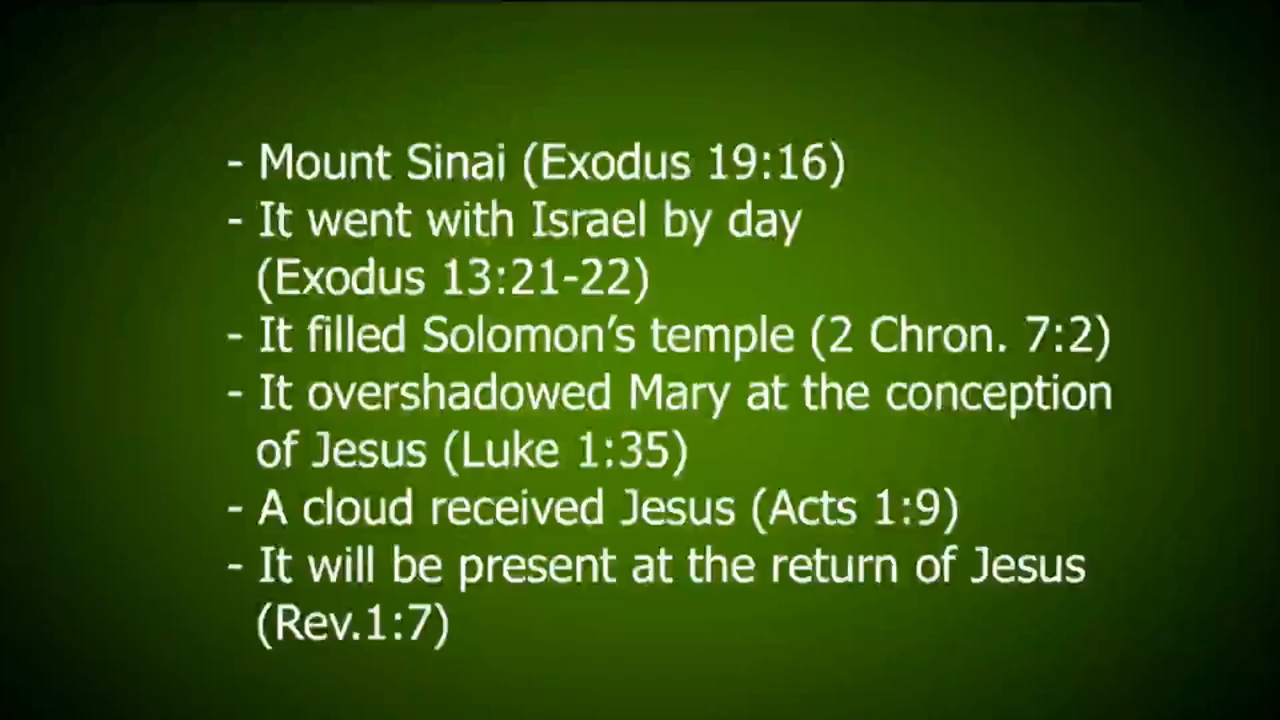 - Mount Sinai (Exodus 19:16)
- It went with Israel by day
(Exodus 13:21-22)
- It filled Solomon’s temple (2 Chron. 7:2)
- It overshadowed Mary at the conception
of Jesus (Luke 1:35)
- A cloud received Jesus (Acts 1:9)
- It will be present at the return of Jesus
(Rev.1:7)